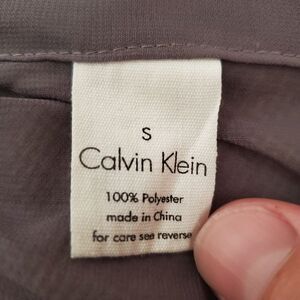 S
Calvin Klein
100% Polyester
made in China
for care see reverse